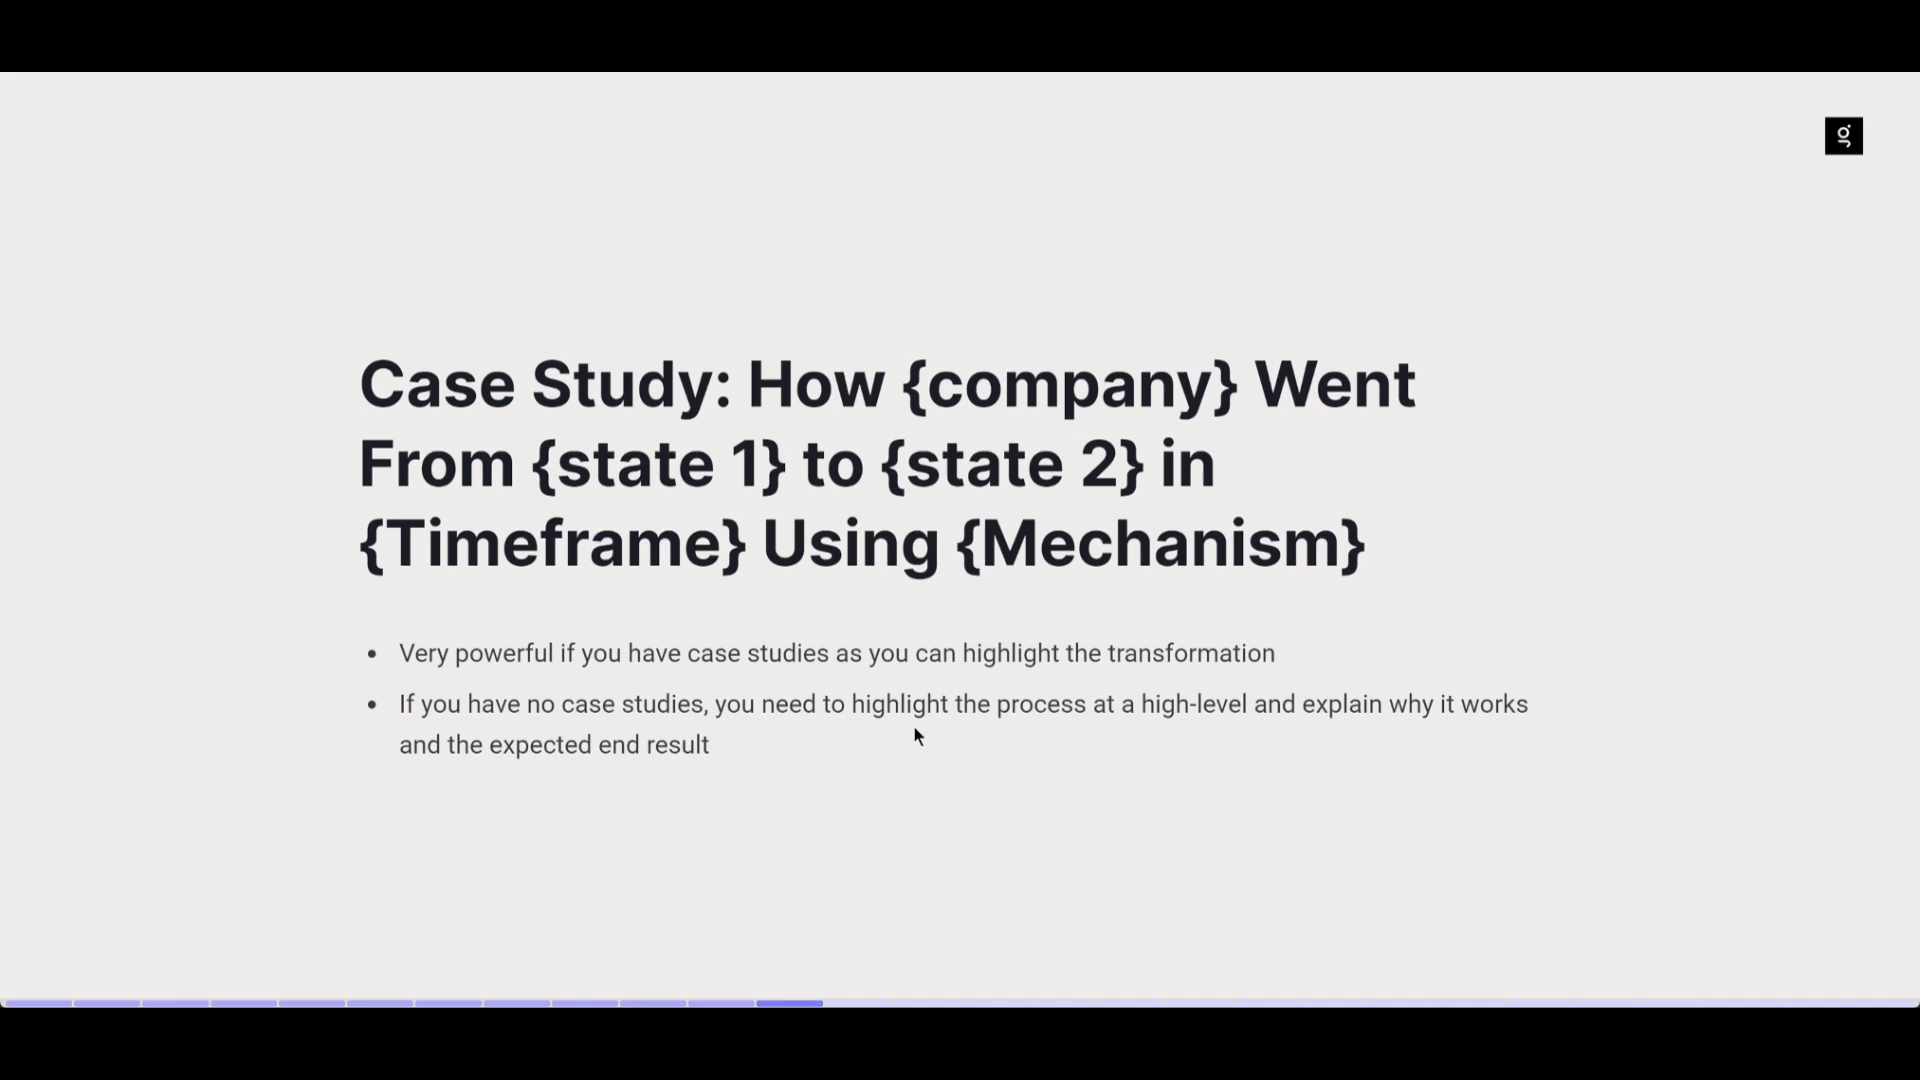 g
Case Study: How {company} Went
From {state 1} to {state 2} in
{Timeframe} Using {Mechanism}
• Very powerful if you have case studies as you can highlight the transformation
• If you have no case studies, you need to highlight the process at a high-level and explain why it works
and the expected end result